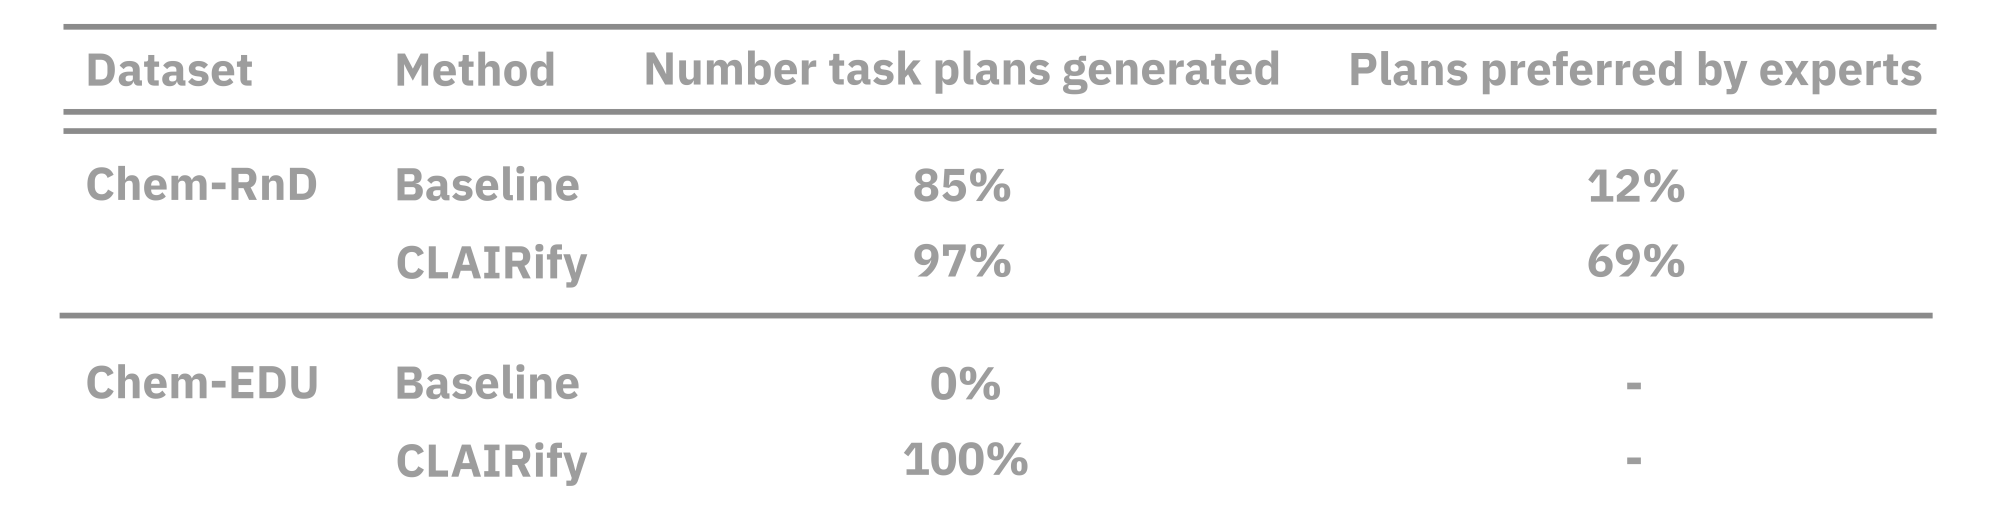 Dataset Method Number task plans generated Plans preferred by experts
Chem-RnD Baseline 85% 12%
CLAIRify 97% 69%
Chem-EDU Baseline 0% -
CLAIRify 100% -